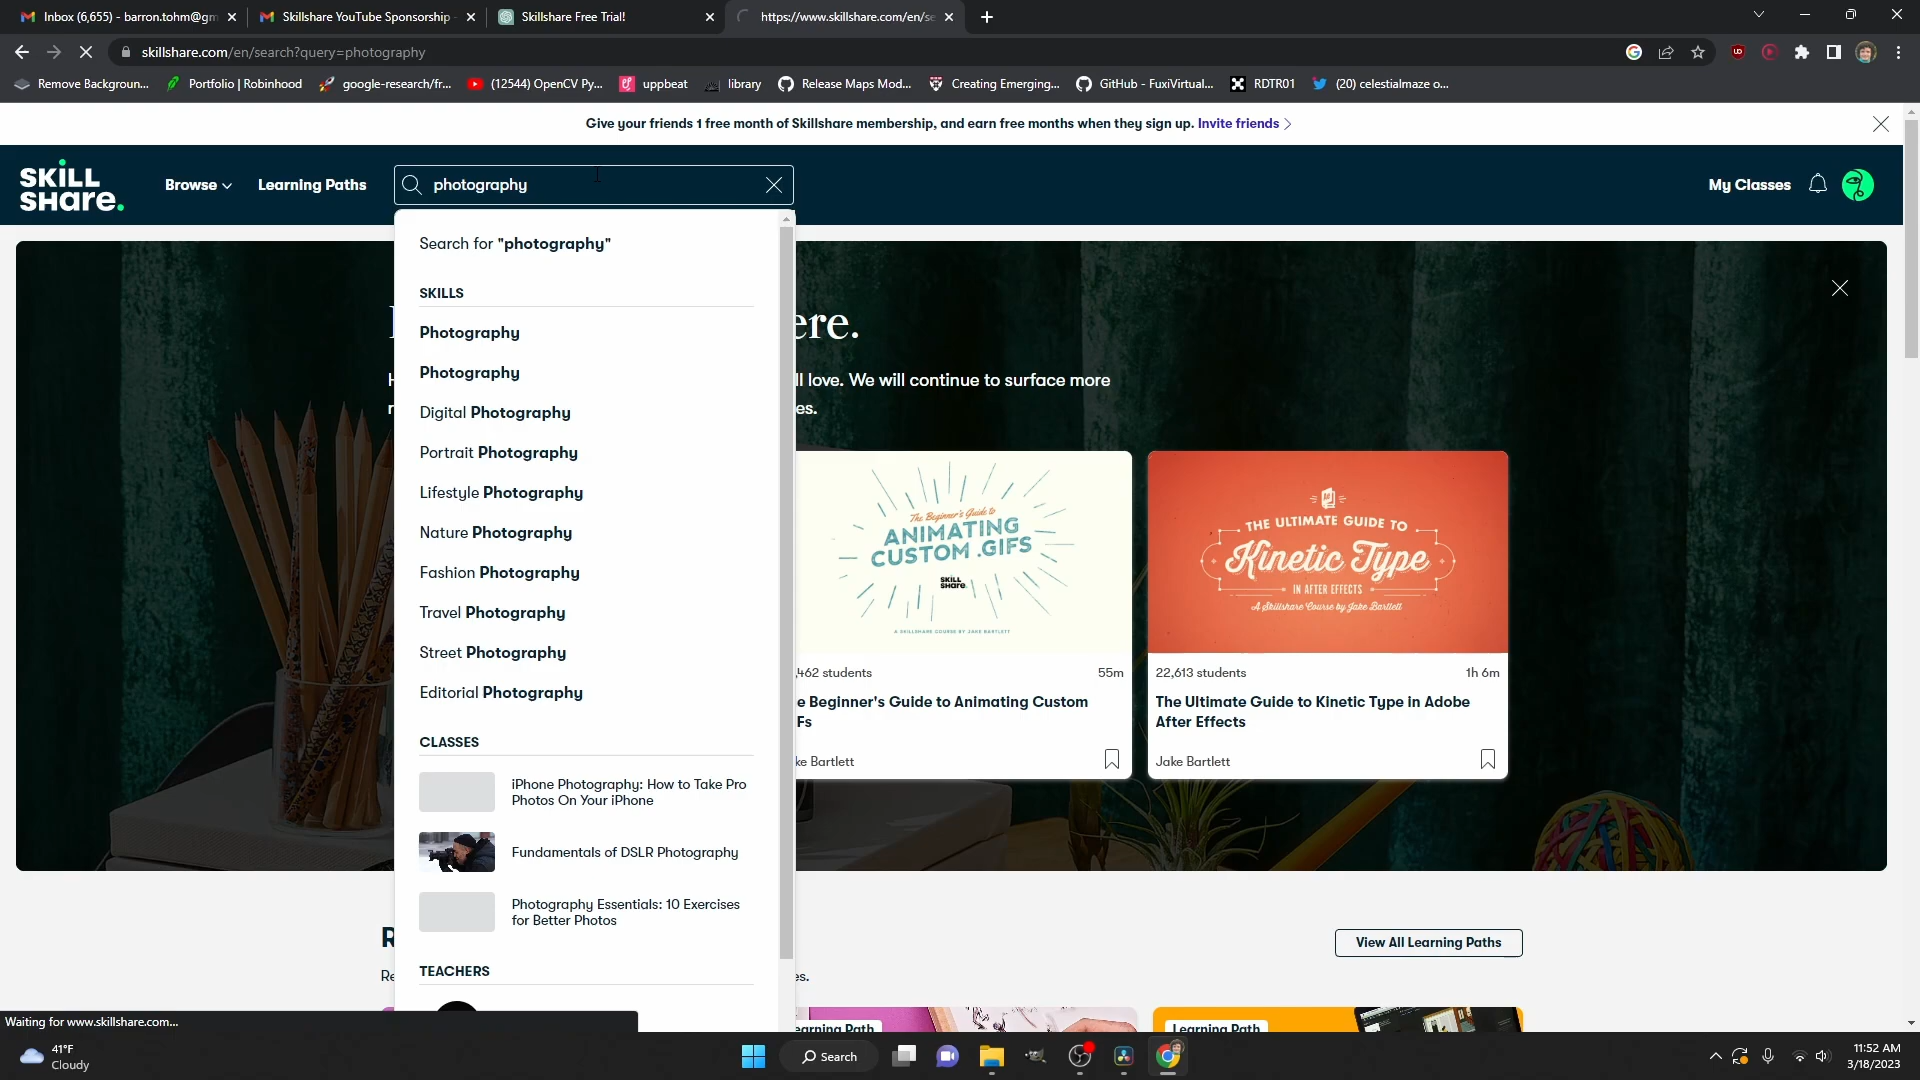 Inbox (6,655) - barron.tohm@gm
Skillshare YouTube Sponsorship -
Skillshare Free Trial!
https://www.skillshare.com/en/se
skillshare.com/en/search?query=photography
Remove Backgroun...
Portfolio | Robinhood
google-research/fr...
(12544) OpenCV Py...
uppbeat
library
Release Maps Mod...
Creating Emerging...
GitHub - FuxiVirtual...
RDTR01
(20) celestialmaze o...
Give your friends 1 free month of Skillshare membership, and earn free months when they sign up. Invite friends
SKILL
SHARE.
Browse
Learning Paths
photography
My Classes
Search for "photography"
SKILLS
Photography
Photography
Digital Photography
Portrait Photography
Lifestyle Photography
Nature Photography
Fashion Photography
Travel Photography
Street Photography
Editorial Photography
CLASSES
iPhone Photography: How to Take Pro
Photos On Your iPhone
Fundamentals of DSLR Photography
Photography Essentials: 10 Exercises
for Better Photos
TEACHERS
ere.
ll love. We will continue to surface more
es.
The Beginner's Guide to
ANIMATING
CUSTOM .GIFS
SKILL
SHARE.
A SKILLSHARE COURSE BY JAKE BARTLETT
,462 students
55m
e Beginner's Guide to Animating Custom
Fs
ke Bartlett
THE ULTIMATE GUIDE TO
Kinetic Type
IN AFTER EFFECTS
A Skillshare Course by Jake Bartlett
22,613 students
1h 6m
The Ultimate Guide to Kinetic Type in Adobe
After Effects
Jake Bartlett
R
View All Learning Paths
Re
es.
earning Path
Learning Path
Waiting for www.skillshare.com...
41°F
Cloudy
Search
11:52 AM
3/18/2023